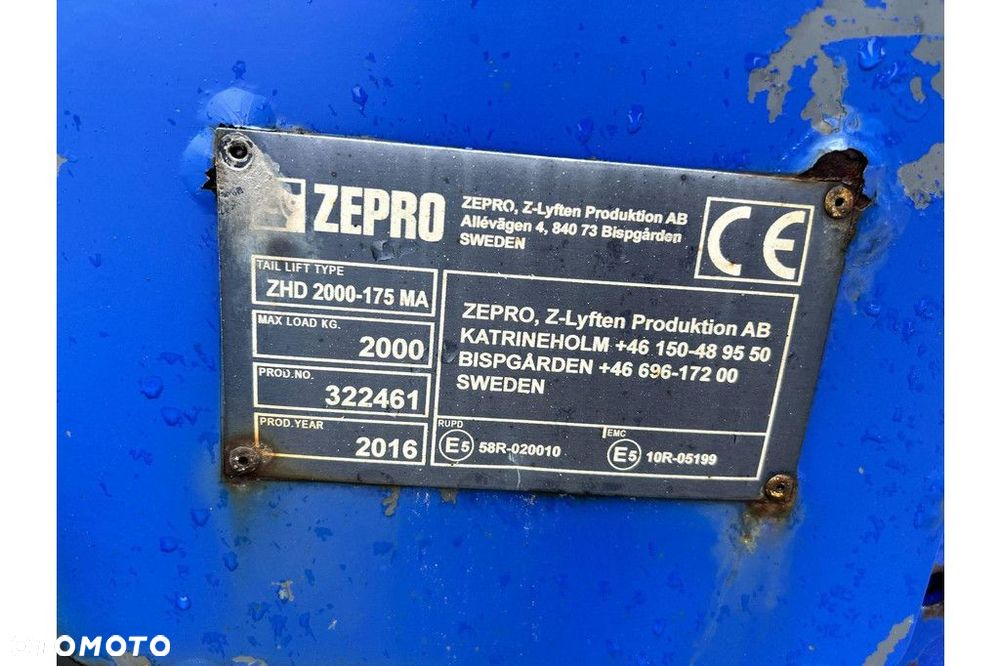 ZEPRO
ZEPRO, Z-Lyften Produktion AB
Allévägen 4, 840 73 Bispgården
SWEDEN
CE
TAIL LIFT TYPE
ZHD 2000-175 MA
MAX LOAD KG.
2000
PROD.NO.
322461
PROD.YEAR
2016
ZEPRO, Z-Lyften Produktion AB
KATRINEHOLM +46 150-48 95 50
BISPGÅRDEN +46 696-172 00
SWEDEN
RUPD
E5 58R-020010
EMC
E5 10R-05199
OTOMOTO